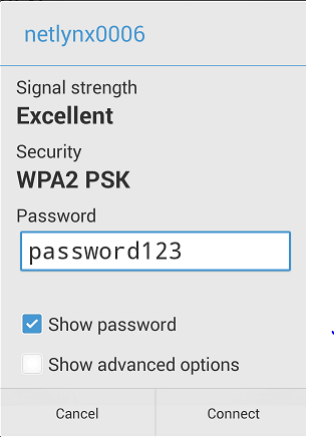 netlynx0006
Signal strength
Excellent
Security
WPA2 PSK
Password
password123
Show password
Show advanced options
Cancel Connect